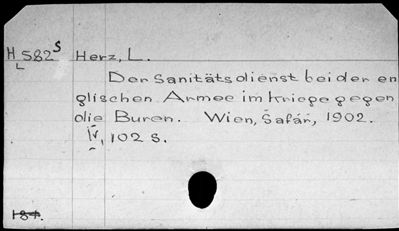 H 582 S Herz, L.
L
Der Sanitätsdienst bei der en
glischen Armee im Kriege gegen
die Buren. Wien, Šafář, 1902.
IV, 102 S.
184.